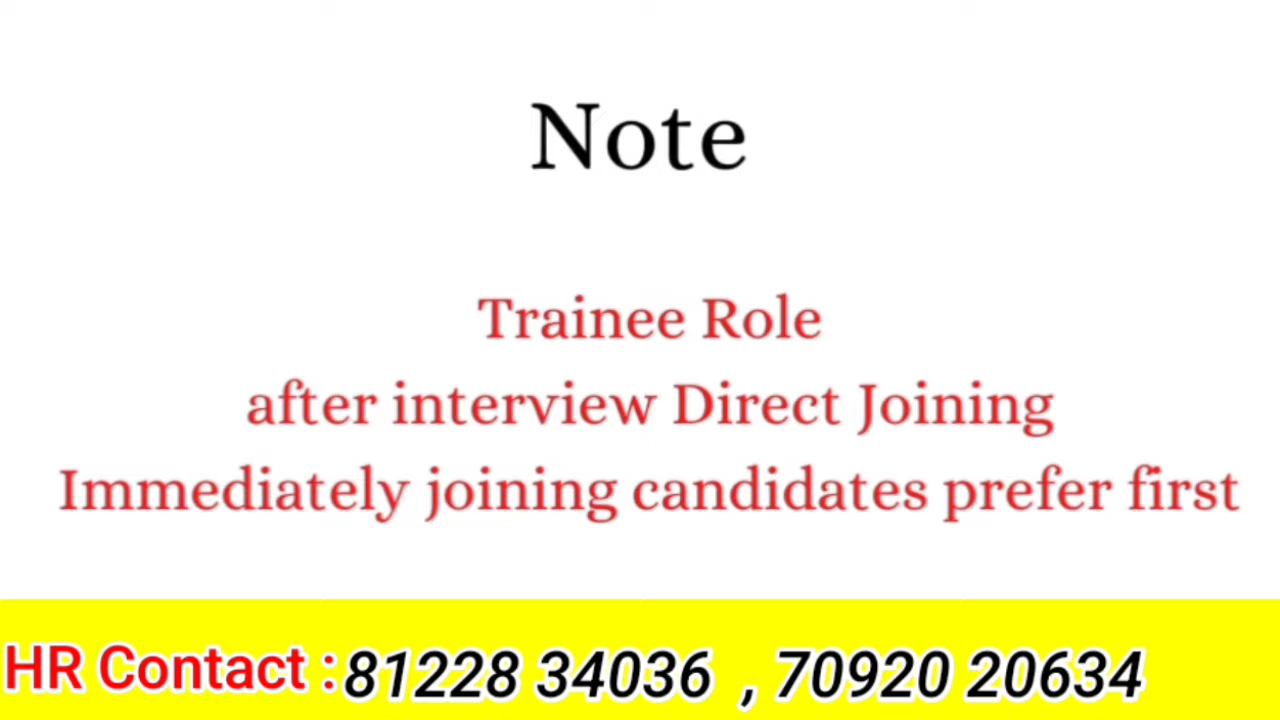 Note
Trainee Role
after interview Direct Joining
Immediately joining candidates prefer first
HR Contact : 81228 34036 , 70920 20634